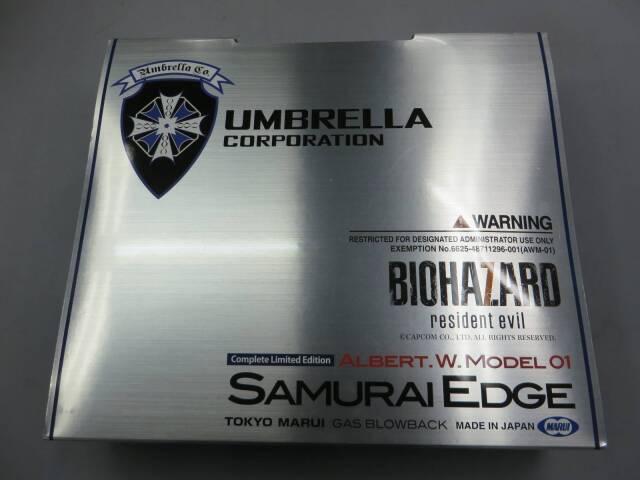 Umbrella Co.
UMBRELLA
CORPORATION
WARNING
RESTRICTED FOR DESIGNATED ADMINISTRATOR USE ONLY
EXEMPTION No.6625-48711296-001(AWM-01)
BIOHAZARD
resident evil
©CAPCOM CO., LTD. ALL RIGHTS RESERVED.
Complete Limited Edition ALBERT.W.MODEL 01
SAMURAI EDGE
TOKYO MARUI GAS BLOWBACK MADE IN JAPAN MARUI